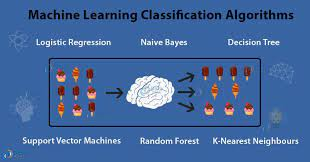 Machine Learning Classification Algorithms
Logistic Regression Naive Bayes Decision Tree
Support Vector Machines Random Forest K-Nearest Neighbours